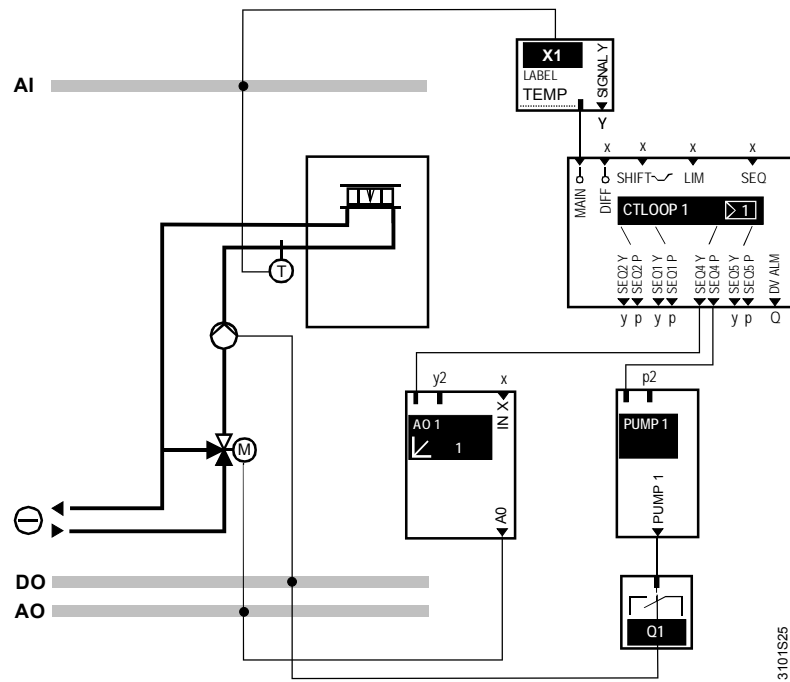 X1
LABEL
TEMP
SIGNAL Y
Y
AI
x x x x
MAIN
DIFF
SHIFT
LIM
SEQ
CTLOOP 1
1
SEQ2 Y
SEQ2 P
SEQ1 Y
SEQ1 P
SEQ4 Y
SEQ4 P
SEQ5 Y
SEQ5 P
DV ALM
y p y p y p Q
T
M
y2
x
IN X
AO 1
1
AO
p2
PUMP 1
PUMP 1
Q1
DO
AO
3101S25